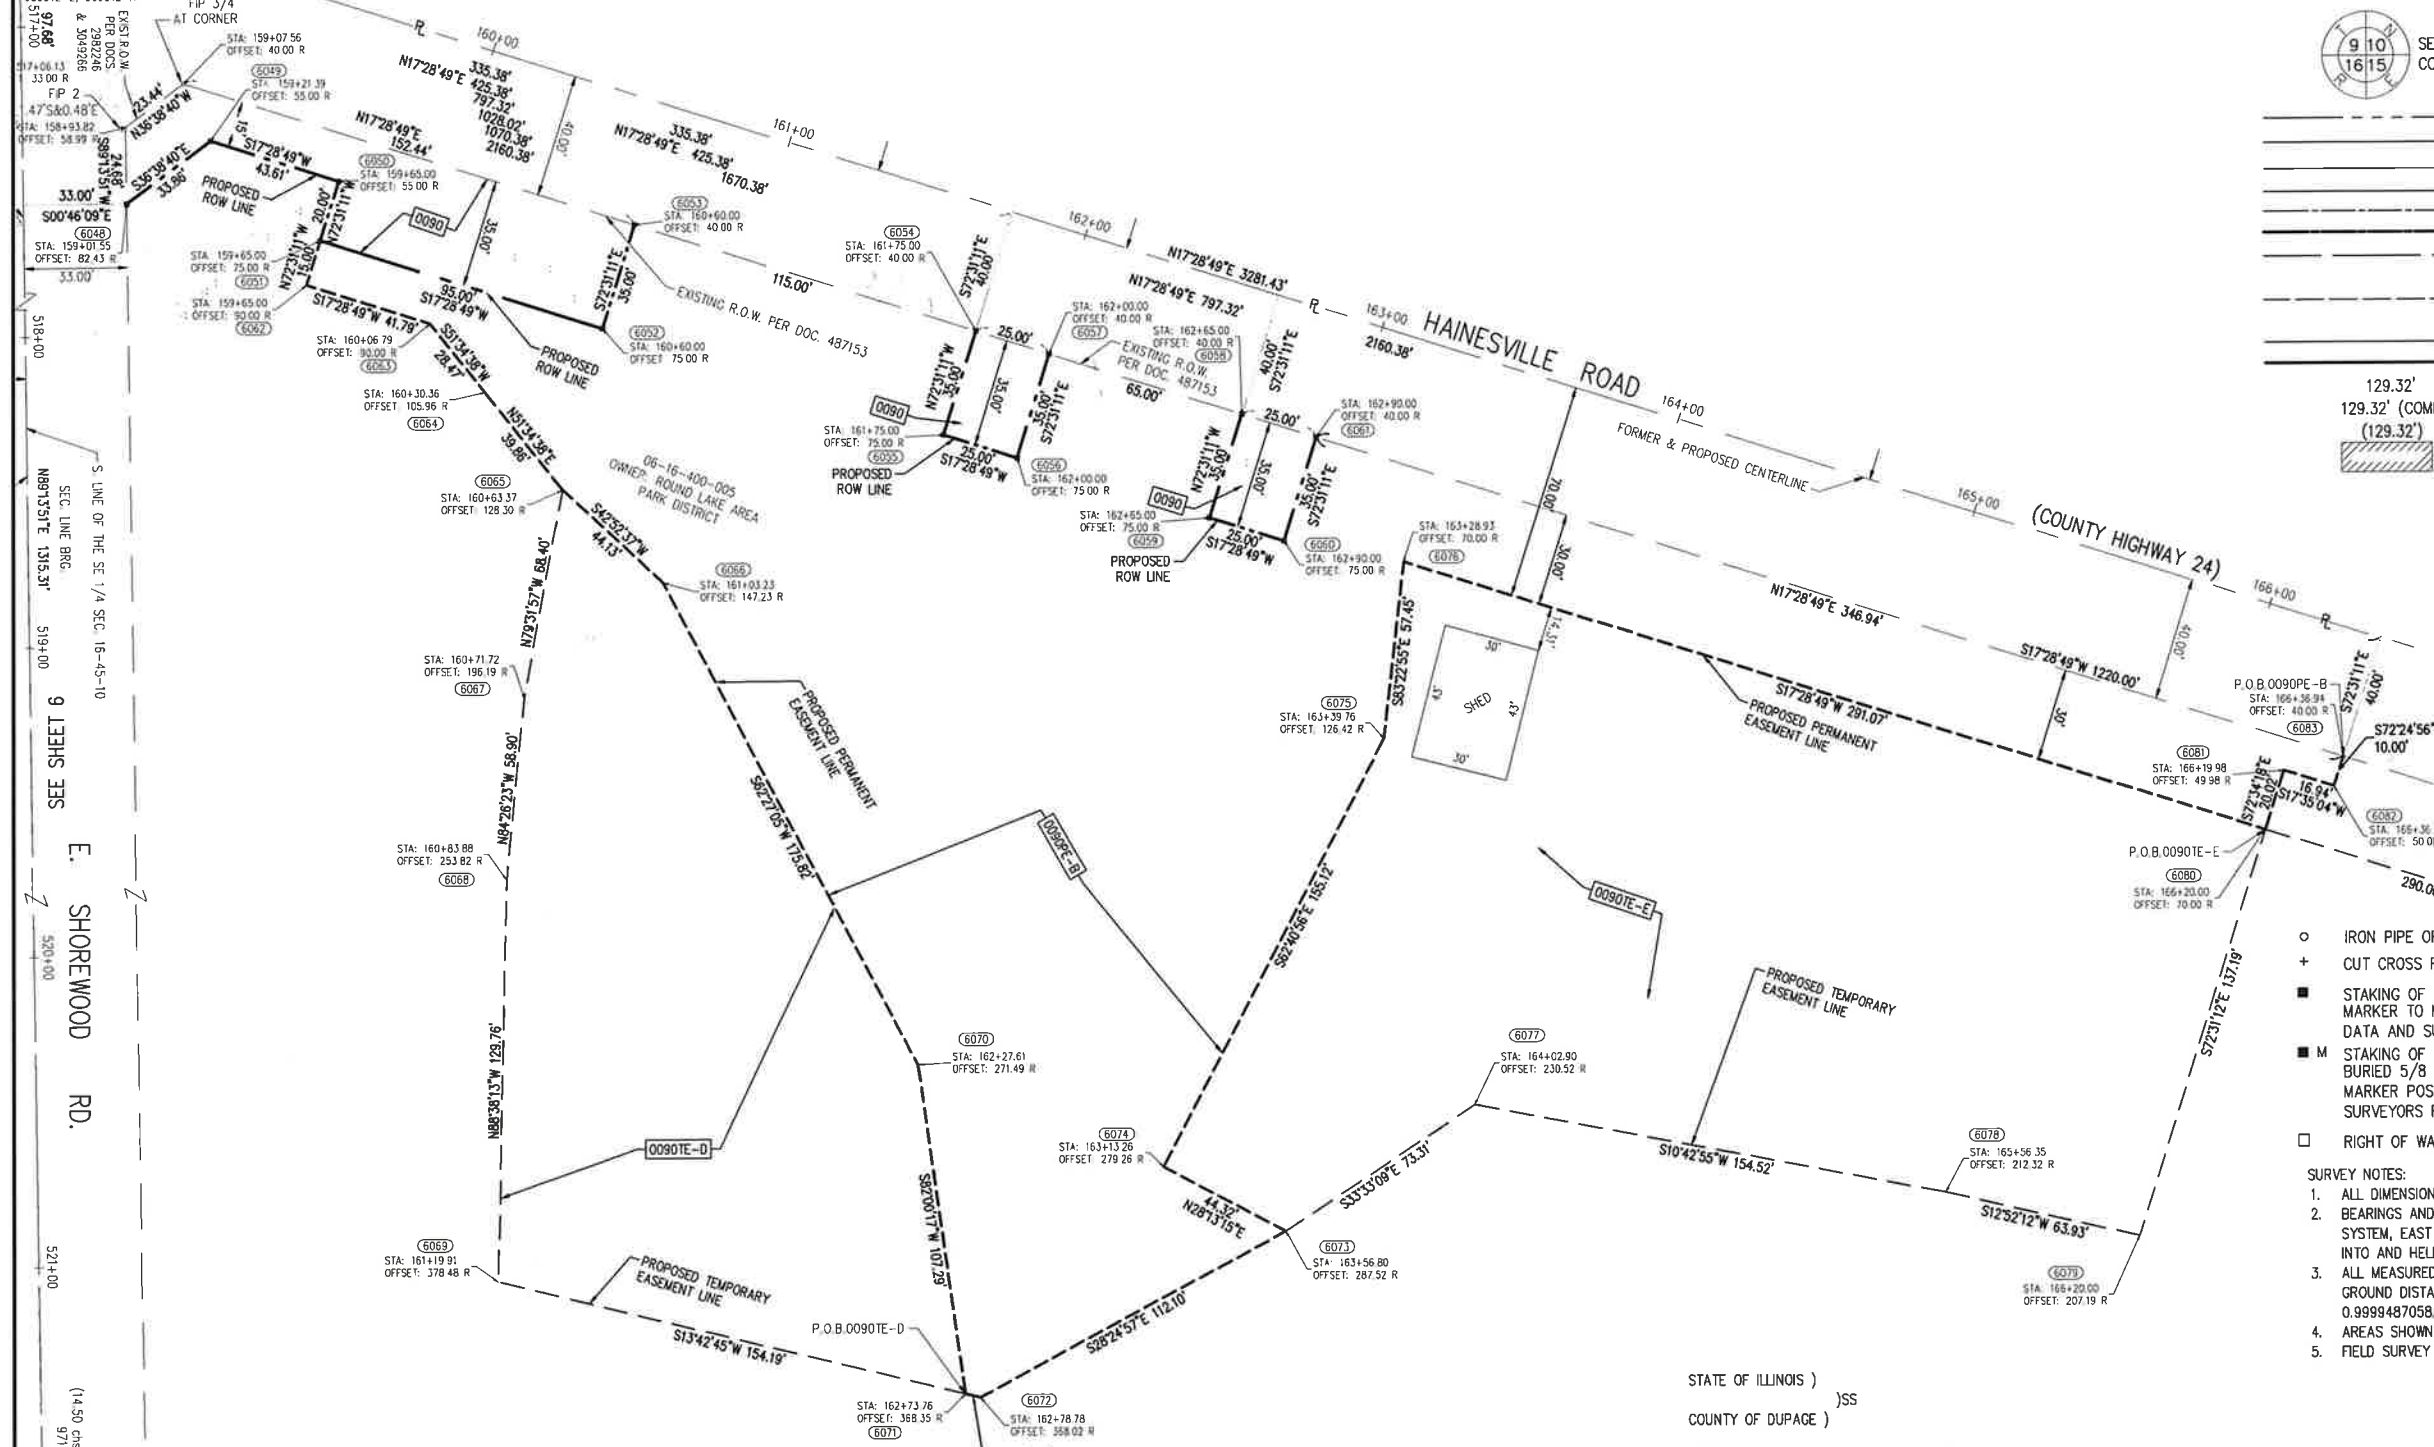 FIP 3/4
AT CORNER
EXIST.R.O.W.
PER DOCS.
2982246
& 3049266
97.68'
517+00
517+06.13
33.00 R
FIP 2
.47'S&0.48'E
STA: 158+93.82
OFFSET: 58.99 R
23.44'
N36°38'40"W
STA: 159+07.56
OFFSET: 40.00 R
6049
STA: 159+21.39
OFFSET: 55.00 R
15'
S89°13'51"W
24.68'
S36°38'40"E
33.86'
33.00'
S00°46'09"E
6048
STA: 159+01.55
OFFSET: 82.43 R
33.00'
S17°28'49"W
43.61'
PROPOSED
ROW LINE
6050
STA: 159+65.00
OFFSET: 55.00 R
20.00'
N72°31'11"W
N72°31'11"W
15.00'
STA: 159+65.00
OFFSET: 75.00 R
6051
STA: 159+65.00
OFFSET: 90.00 R
6062
0090
N17°28'49"E
152.44'
160+00
N17°28'49"E
335.38'
425.38'
797.32'
1028.02'
1070.38'
2160.38'
40.00'
35.00'
95.00'
S17°28'49"W
S17°28'49"W 41.79'
STA: 160+06.79
OFFSET: 90.00 R
6063
S51°34'38"W
28.47'
STA: 160+30.36
OFFSET: 105.96 R
6064
PROPOSED
ROW LINE
6053
STA: 160+60.00
OFFSET: 40.00 R
S72°31'11"E
35.00'
6052
STA: 160+60.00
OFFSET: 75.00 R
EXISTING R.O.W. PER DOC. 487153
161+00
335.38'
N17°28'49"E 425.38'
1670.38'
115.00'
N51°34'38"E
39.86'
6065
STA: 160+63.37
OFFSET: 128.30 R
06-16-400-005
OWNER: ROUND LAKE AREA
PARK DISTRICT
S42°52'37"W
44.13'
6066
STA: 161+03.23
OFFSET: 147.23 R
N79°31'57"W 68.40'
STA: 160+71.72
OFFSET: 196.19 R
6067
N84°26'23"W 58.90'
STA: 160+83.88
OFFSET: 253.82 R
6068
N88°38'13"W 129.76'
6069
STA: 161+19.91
OFFSET: 378.48 R
PROPOSED TEMPORARY
EASEMENT LINE
S13°42'45"W 154.19'
P.O.B.0090TE-D
STA: 162+73.76
OFFSET: 368.35 R
6071
6072
STA: 162+78.78
OFFSET: 368.02 R
0090TE-D
PROPOSED PERMANENT
EASEMENT LINE
S62°27'05"W 175.82'
6070
STA: 162+27.61
OFFSET: 271.49 R
S82°00'17"W 107.29'
S28°24'57"E 112.10'
0090PE-B
6054
STA: 161+75.00
OFFSET: 40.00 R
S72°31'11"E
40.00'
162+00
25.00'
STA: 162+00.00
OFFSET: 40.00 R
6057
N72°31'11"W
35.00'
35.00'
35.00'
S72°31'11"E
0090
STA: 161+75.00
OFFSET: 75.00 R
6055
PROPOSED
ROW LINE
25.00'
S17°28'49"W
6056
STA: 162+00.00
OFFSET: 75.00 R
EXISTING R.O.W.
PER DOC. 487153
65.00'
N17°28'49"E 3281.43'
N17°28'49"E 797.32'
STA: 162+65.00
OFFSET: 40.00 R
6058
40.00'
S72°31'11"E
25.00'
STA: 162+90.00
OFFSET: 40.00 R
6061
N72°31'11"W
35.00'
35.00'
35.00'
S72°31'11"E
0090
STA: 162+65.00
OFFSET: 75.00 R
6059
PROPOSED
ROW LINE
25.00'
S17°28'49"W
6060
STA: 162+90.00
OFFSET: 75.00 R
163+00
2160.38'
HAINESVILLE ROAD
164+00
FORMER & PROPOSED CENTERLINE
165+00
(COUNTY HIGHWAY 24)
166+00
70.00'
30.00'
STA: 163+28.93
OFFSET: 70.00 R
6076
S83°22'55"E 57.45'
14.31'
30'
43'
SHED
43'
30'
6075
STA: 163+39.76
OFFSET: 126.42 R
N17°28'49"E 346.94'
S17°28'49"W 291.07'
PROPOSED PERMANENT
EASEMENT LINE
S17°28'49"W 1220.00'
40.00'
30'
P.O.B.0090PE-B
STA: 166+36.94
OFFSET: 40.00 R
6083
S72°31'11"E
40.00'
S72°24'56"
10.00'
6081
STA: 166+19.98
OFFSET: 49.98 R
S72°34'18"E
20.02'
16.94'
S17°35'04"W
6082
STA: 166+36
OFFSET: 50.0
P.O.B.0090TE-E
6080
STA: 166+20.00
OFFSET: 70.00 R
290.0
S62°40'56"E 155.12'
0090TE-E
PROPOSED TEMPORARY
EASEMENT LINE
S72°31'12"E 137.19'
6077
STA: 164+02.90
OFFSET: 230.52 R
6074
STA: 163+13.26
OFFSET: 279.26 R
44.32'
N28°13'15"E
S33°33'09"E 73.31'
6073
STA: 163+56.80
OFFSET: 287.52 R
S10°42'55"W 154.52'
6078
STA: 165+56.35
OFFSET: 212.32 R
S12°52'12"W 63.93'
6079
STA: 166+20.00
OFFSET: 207.19 R
518+00
S. LINE OF THE SE 1/4 SEC. 16-45-10
SEC. LINE BRG.
N89°13'51"E 1315.31'
519+00
SEE SHEET 9
520+00
E. SHOREWOOD RD.
521+00
(14.50 chs
971
STATE OF ILLINOIS )
)SS
COUNTY OF DUPAGE )
T N
9 10
16 15
R E
SE
CO
129.32'
129.32' (COM
(129.32')
IRON PIPE O
CUT CROSS F
STAKING OF
MARKER TO
DATA AND SU
M STAKING OF
BURIED 5/8
MARKER POS
SURVEYORS
RIGHT OF WA
SURVEY NOTES:
1. ALL DIMENSION
2. BEARINGS AND
SYSTEM, EAST
INTO AND HEL
3. ALL MEASURED
GROUND DISTA
0.9999487058
4. AREAS SHOWN
5. FIELD SURVEY